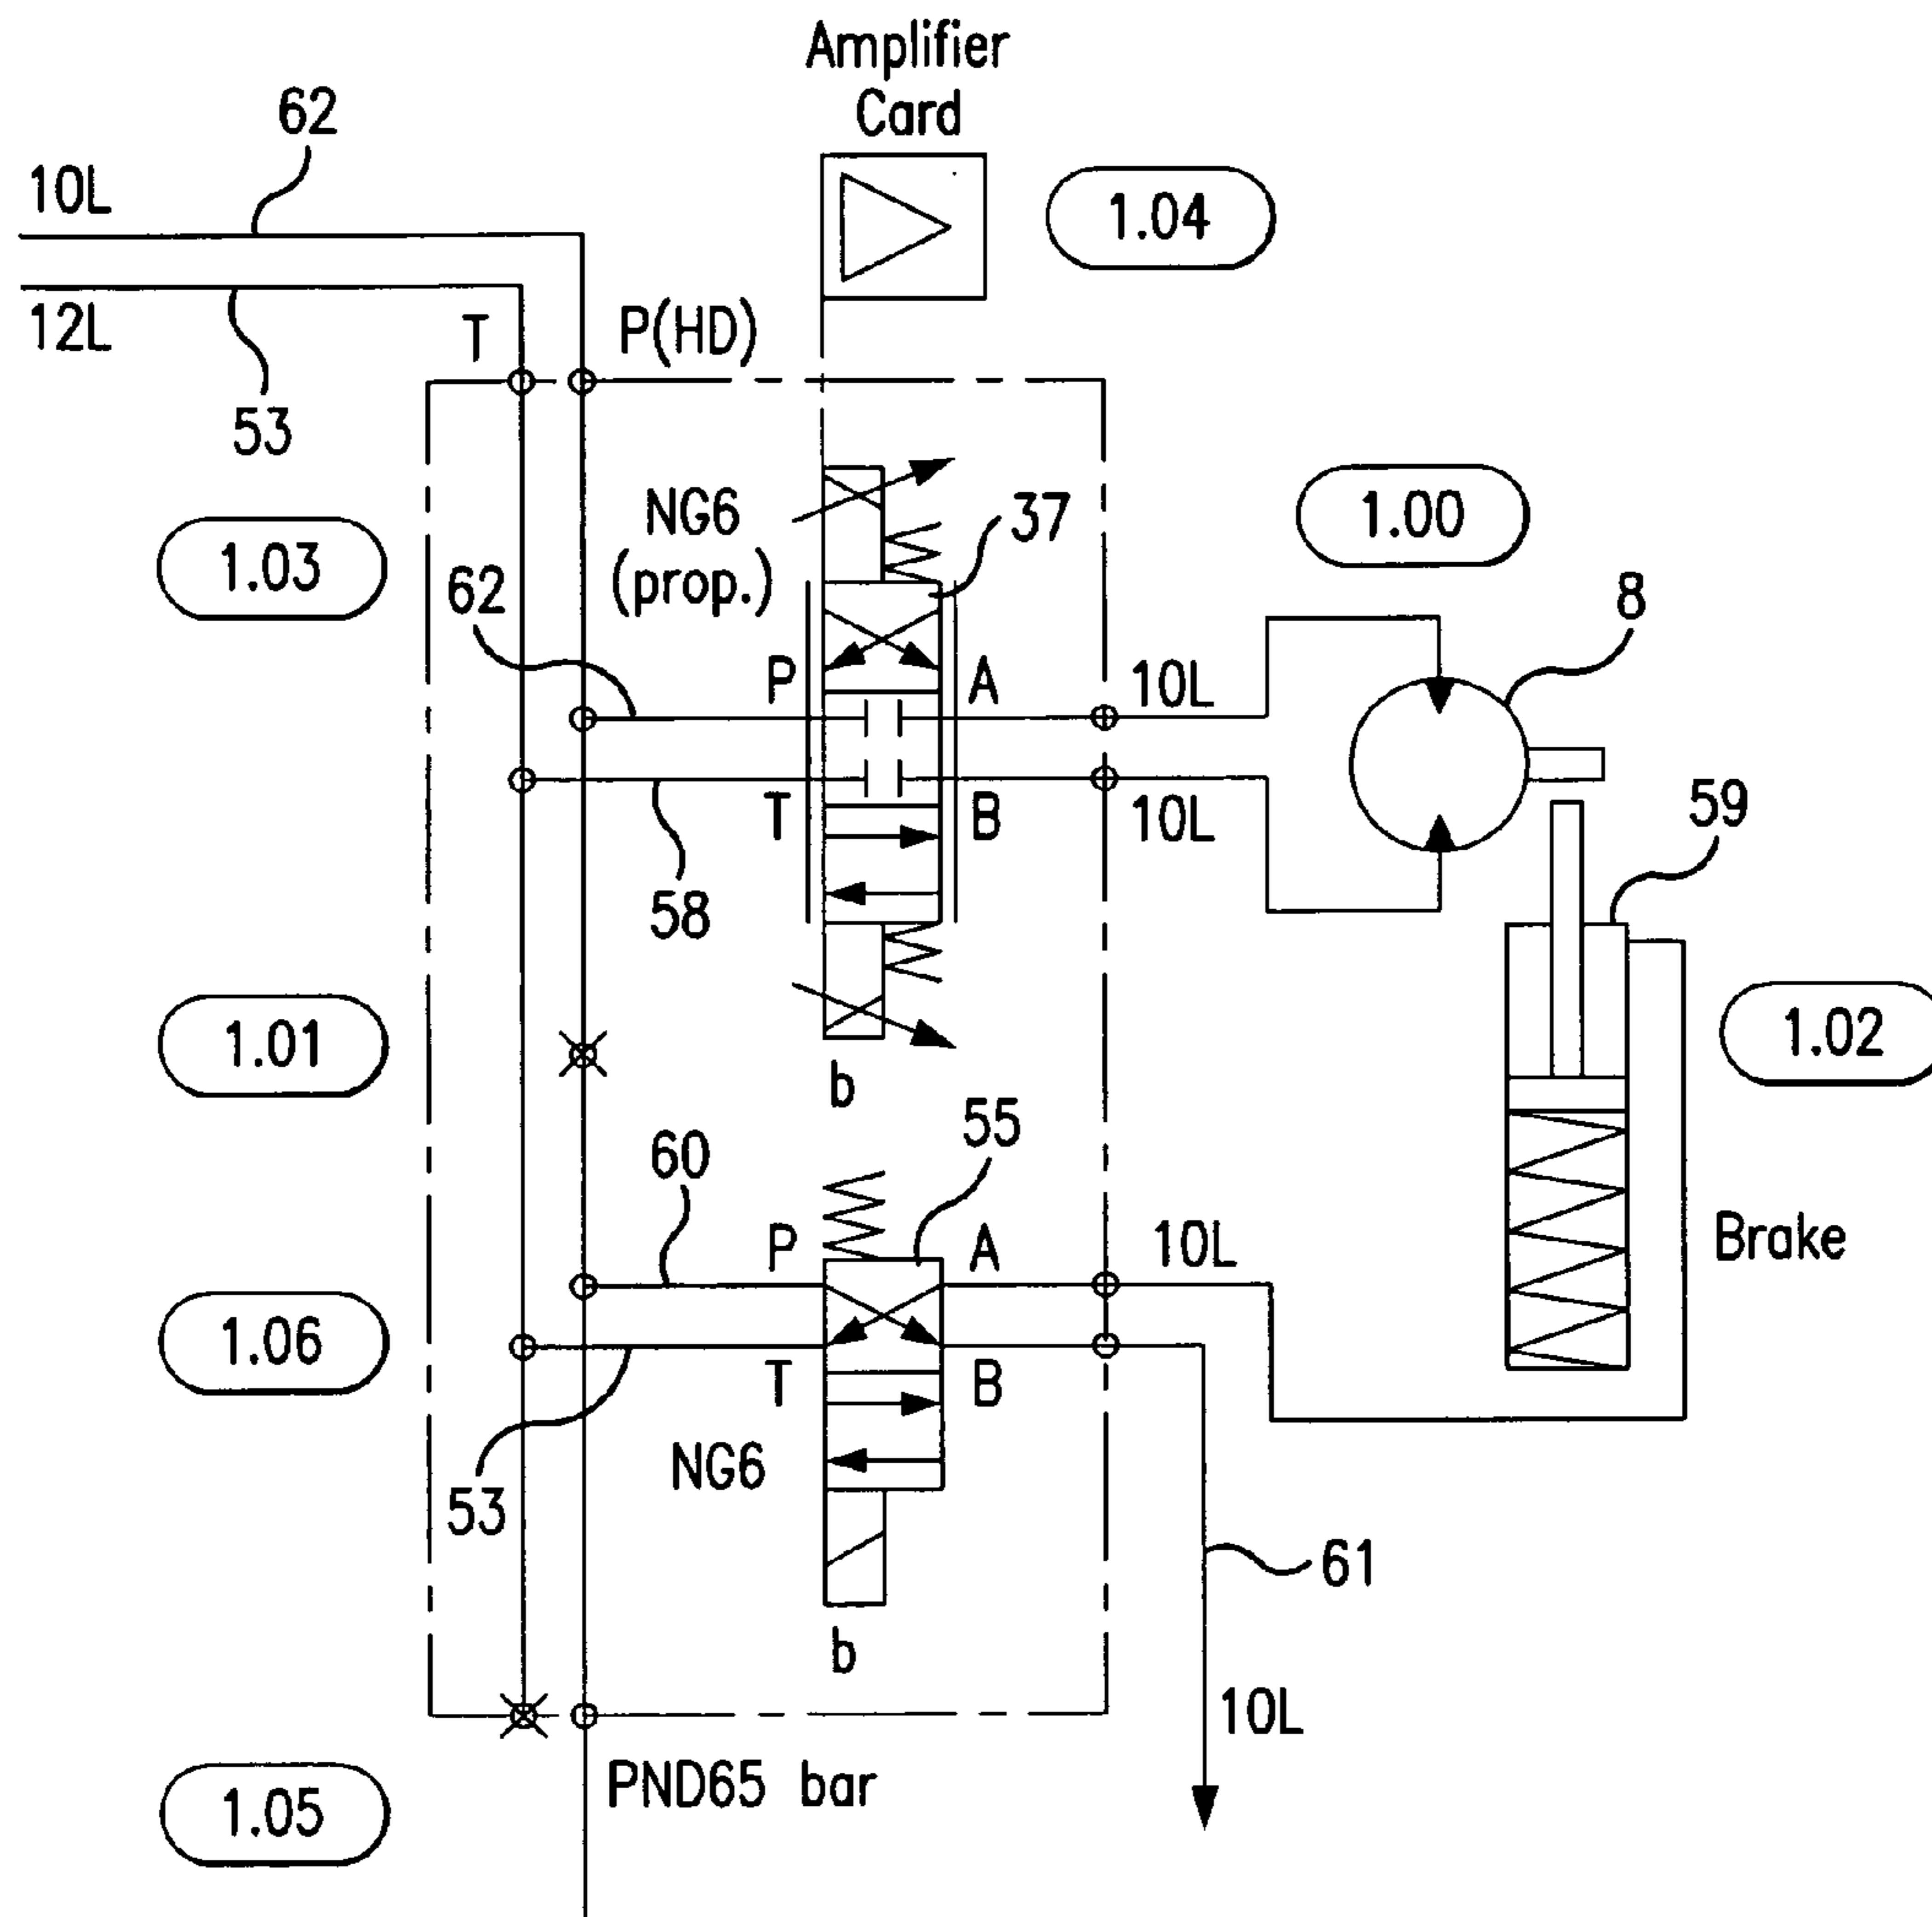 Amplifier
Card
62
10L
1.04
12L
T
P(HD)
53
NG6
(prop.)
37
1.00
1.03
62
8
P
A
10L
T
B
10L
59
58
1.01
1.02
b
55
60
P
A
10L
Brake
1.06
T
B
NG6
53
61
b
10L
PND65 bar
1.05